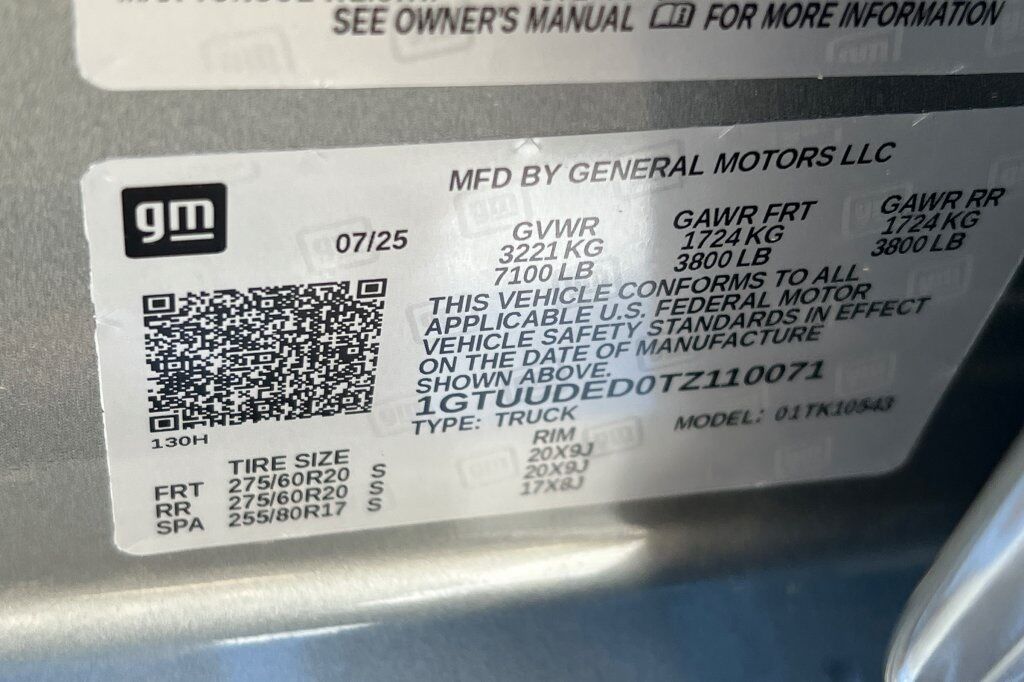 SEE OWNER'S MANUAL FOR MORE INFORMATION
gm
07/25
MFD BY GENERAL MOTORS LLC
GVWR GAWR FRT GAWR RR
3221 KG 1724 KG 1724 KG
7100 LB 3800 LB 3800 LB
THIS VEHICLE CONFORMS TO ALL
APPLICABLE U.S. FEDERAL MOTOR
VEHICLE SAFETY STANDARDS IN EFFECT
ON THE DATE OF MANUFACTURE
SHOWN ABOVE.
1GTUUDED0TZ110071
TYPE: TRUCK MODEL: 01TK10543
130H
TIRE SIZE RIM
FRT 275/60R20 S 20X9J
RR 275/60R20 S 20X9J
SPA 255/80R17 S 17X8J